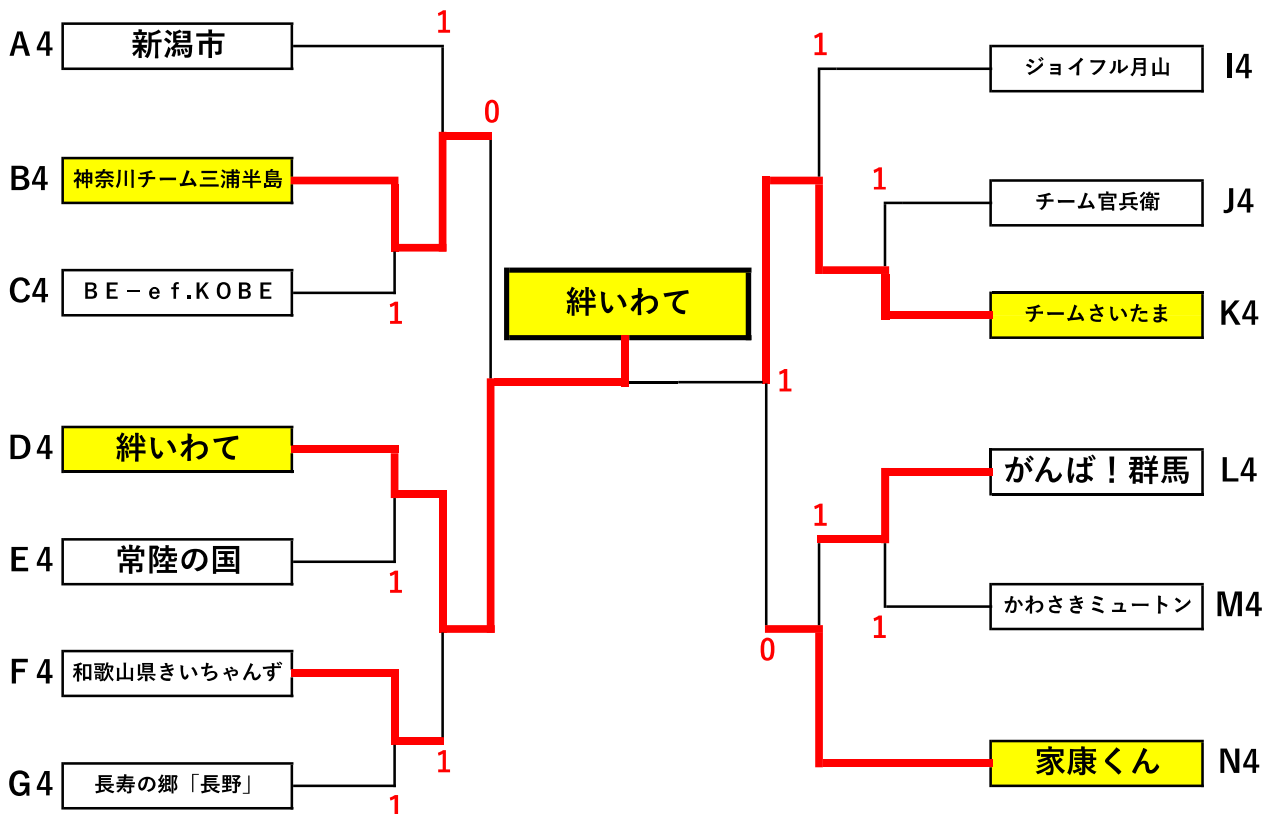 1
A4 新潟市
1
ジョイフル月山 I4
0
B4 神奈川チーム三浦半島
1
チーム官兵衛 J4
C4 BE−ef.KOBE
1
絆いわて
チームさいたま K4
1
D4 絆いわて
がんば！群馬 L4
1
E4 常陸の国
1
かわさきミュートン M4
1
0
F4 和歌山県きいちゃんず
1
家康くん N4
G4 長寿の郷「長野」
1